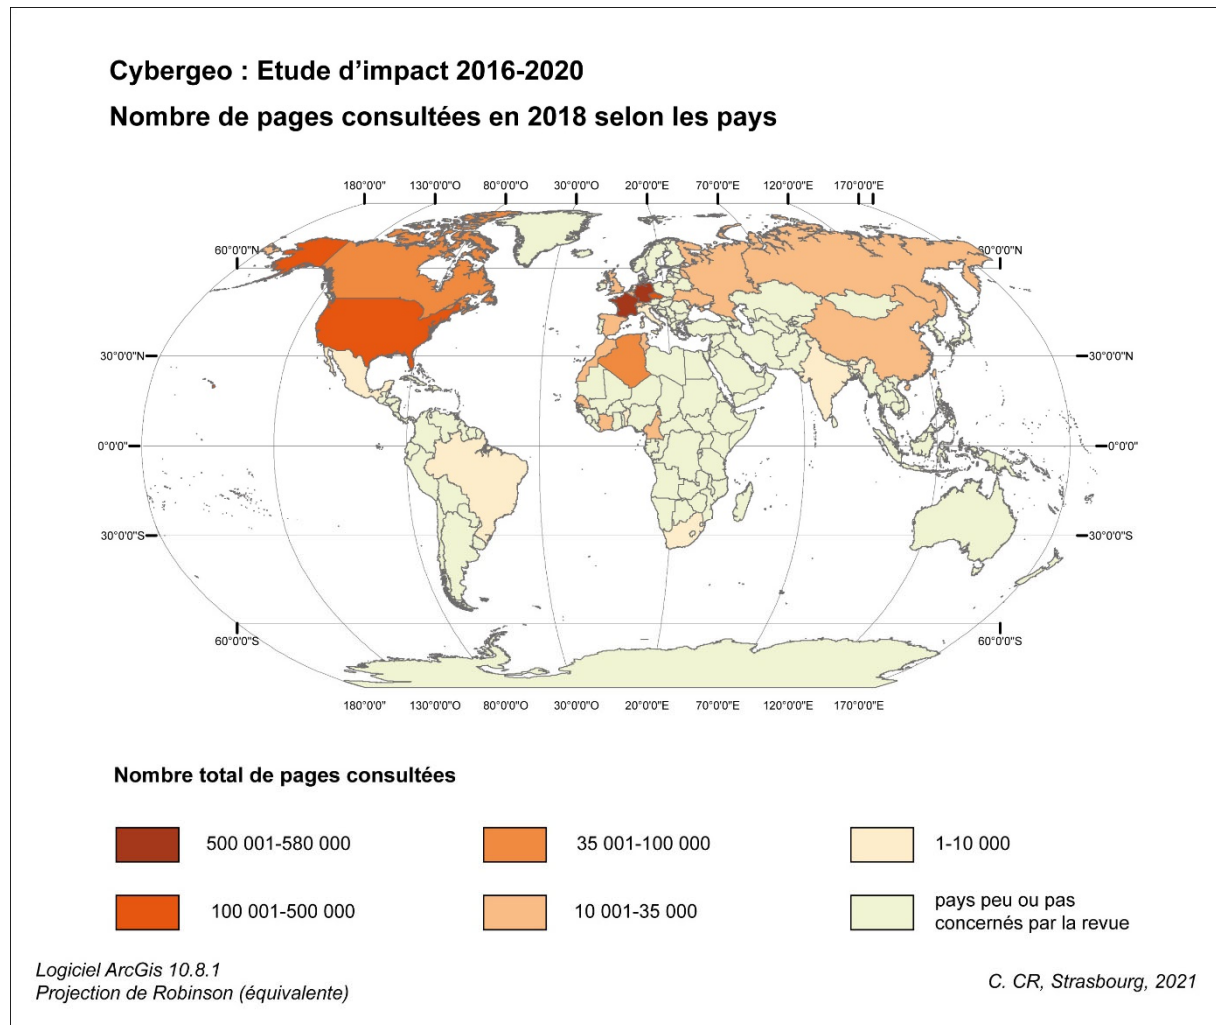 Cybergeo : Etude d'impact 2016-2020
Nombre de pages consultées en 2018 selon les pays
180°0'0" 130°0'0"O 80°0'0"O 30°0'0"O 20°0'0"E 70°0'0"E 120°0'0"E 170°0'0"E
60°0'0"N 60°0'0"N
30°0'0"N 30°0'0"N
0°0'0" 0°0'0"
30°0'0"S 30°0'0"S
60°0'0"S 60°0'0"S
180°0'0" 130°0'0"O 80°0'0"O 30°0'0"O 20°0'0"E 70°0'0"E 120°0'0"E 170°0'0"E
Nombre total de pages consultées
500 001-580 000 35 001-100 000 1-10 000
100 001-500 000 10 001-35 000 pays peu ou pas
concernés par la revue
Logiciel ArcGis 10.8.1
Projection de Robinson (équivalente)
C. CR, Strasbourg, 2021